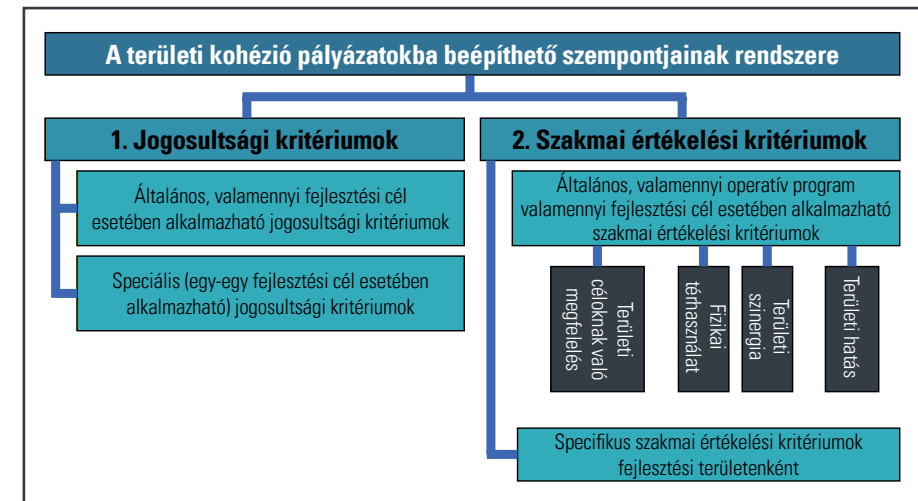 A területi kohézió pályázatokba beépíthető szempontjainak rendszere
1. Jogosultsági kritériumok
Általános, valamennyi fejlesztési cél
esetében alkalmazható jogosultsági kritériumok
Speciális (egy-egy fejlesztési cél esetében
alkalmazható) jogosultsági kritériumok
2. Szakmai értékelési kritériumok
Általános, valamennyi operatív program
valamennyi fejlesztési cél esetében alkalmazható
szakmai értékelési kritériumok
Területi
céloknak való
megfelelés
Fizikai
térhasználat
Területi
szinergia
Területi hatás
Specifikus szakmai értékelési kritériumok
fejlesztési területenként